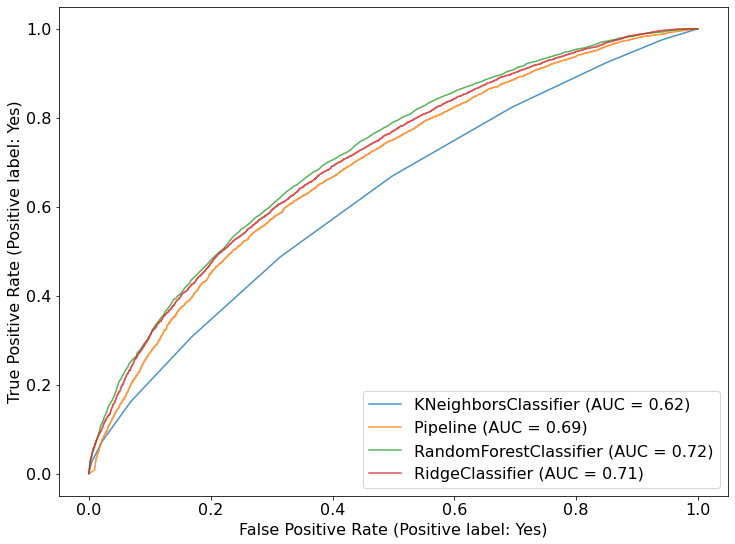 1.0
0.8
0.6
0.4
0.2
0.0
True Positive Rate (Positive label: Yes)
KNeighborsClassifier (AUC = 0.62)
Pipeline (AUC = 0.69)
RandomForestClassifier (AUC = 0.72)
RidgeClassifier (AUC = 0.71)
0.0 0.2 0.4 0.6 0.8 1.0
False Positive Rate (Positive label: Yes)